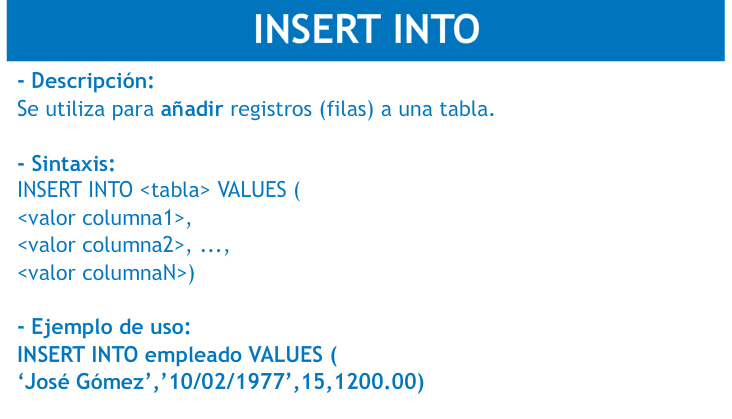 INSERT INTO
- Descripción:
Se utiliza para añadir registros (filas) a una tabla.
- Sintaxis:
INSERT INTO <tabla> VALUES (
<valor columna1>,
<valor columna2>, ...,
<valor columnaN>)
- Ejemplo de uso:
INSERT INTO empleado VALUES (
‘José Gómez’,’10/02/1977’,15,1200.00)